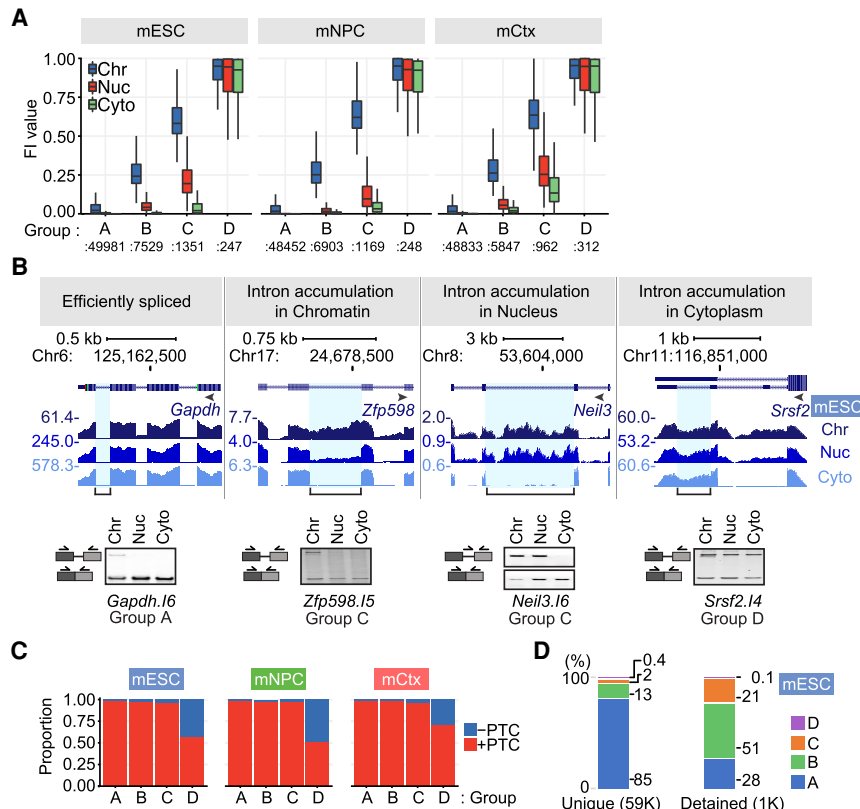 A
mESC mNPC mCtx
FI value
1.00
0.75
0.50
0.25
0.00
Chr
Nuc
Cyto
Group : A B C D A B C D A B C D
:49981 :7529 :1351 :247 :48452 :6903 :1169 :248 :48833 :5847 :962 :312
B
Efficiently spliced
Intron accumulation in Chromatin
Intron accumulation in Nucleus
Intron accumulation in Cytoplasm
0.5 kb 0.75 kb 3 kb 1 kb
Chr6: 125,162,500 Chr17: 24,678,500 Chr8: 53,604,000 Chr11:116,851,000
Gapdh Zfp598 Neil3 Srsf2 mESC
61.4- 7.7- 2.0- 60.0- Chr
245.0- 4.0- 0.9- 53.2- Nuc
578.3- 6.3- 0.6- 60.6- Cyto
Chr Nuc Cyto Chr Nuc Cyto Chr Nuc Cyto Chr Nuc Cyto
Gapdh.I6 Zfp598.I5 Neil3.I6 Srsf2.I4
Group A Group C Group C Group D
C
mESC mNPC mCtx
Proportion
1.00
0.75
0.50
0.25
0.00
−PTC
+PTC
A B C D A B C D A B C D : Group
D
(%)
100
0
0.4
2
-13
-85
0.1
-21
-51
-28
mESC
D
C
B
A
Unique (59K) Detained (1K)